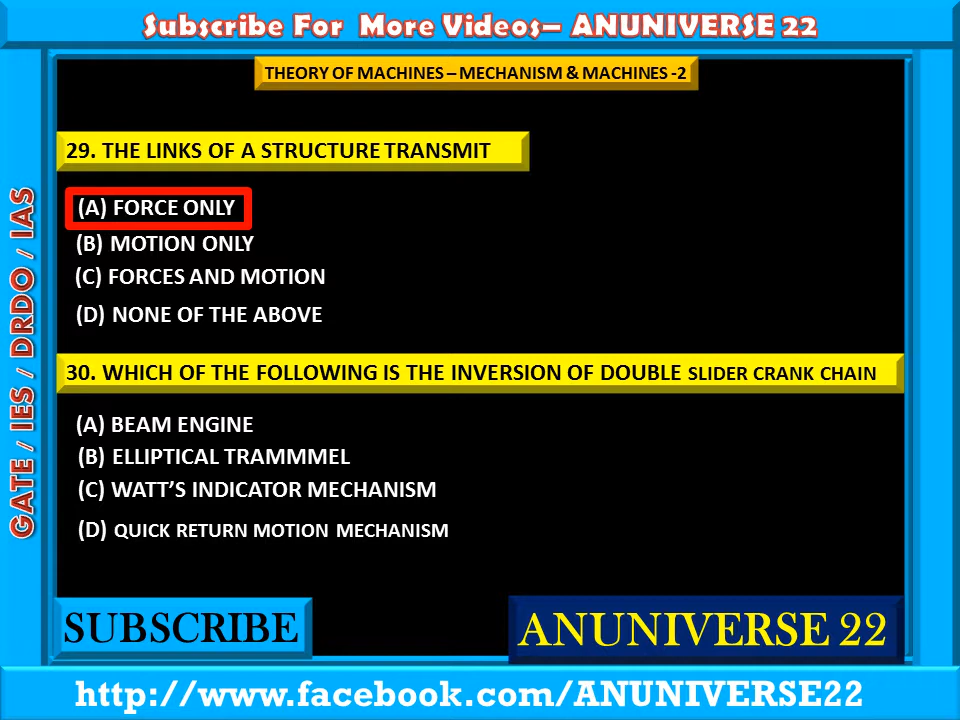 Subscribe For More Videos– ANUNIVERSE 22
THEORY OF MACHINES – MECHANISM & MACHINES -2
29. THE LINKS OF A STRUCTURE TRANSMIT
(A) FORCE ONLY
(B) MOTION ONLY
(C) FORCES AND MOTION
(D) NONE OF THE ABOVE
30. WHICH OF THE FOLLOWING IS THE INVERSION OF DOUBLE SLIDER CRANK CHAIN
(A) BEAM ENGINE
(B) ELLIPTICAL TRAMMMEL
(C) WATT’S INDICATOR MECHANISM
(D) QUICK RETURN MOTION MECHANISM
GATE / IES / DRDO / IAS
SUBSCRIBE
ANUNIVERSE 22
http://www.facebook.com/ANUNIVERSE22